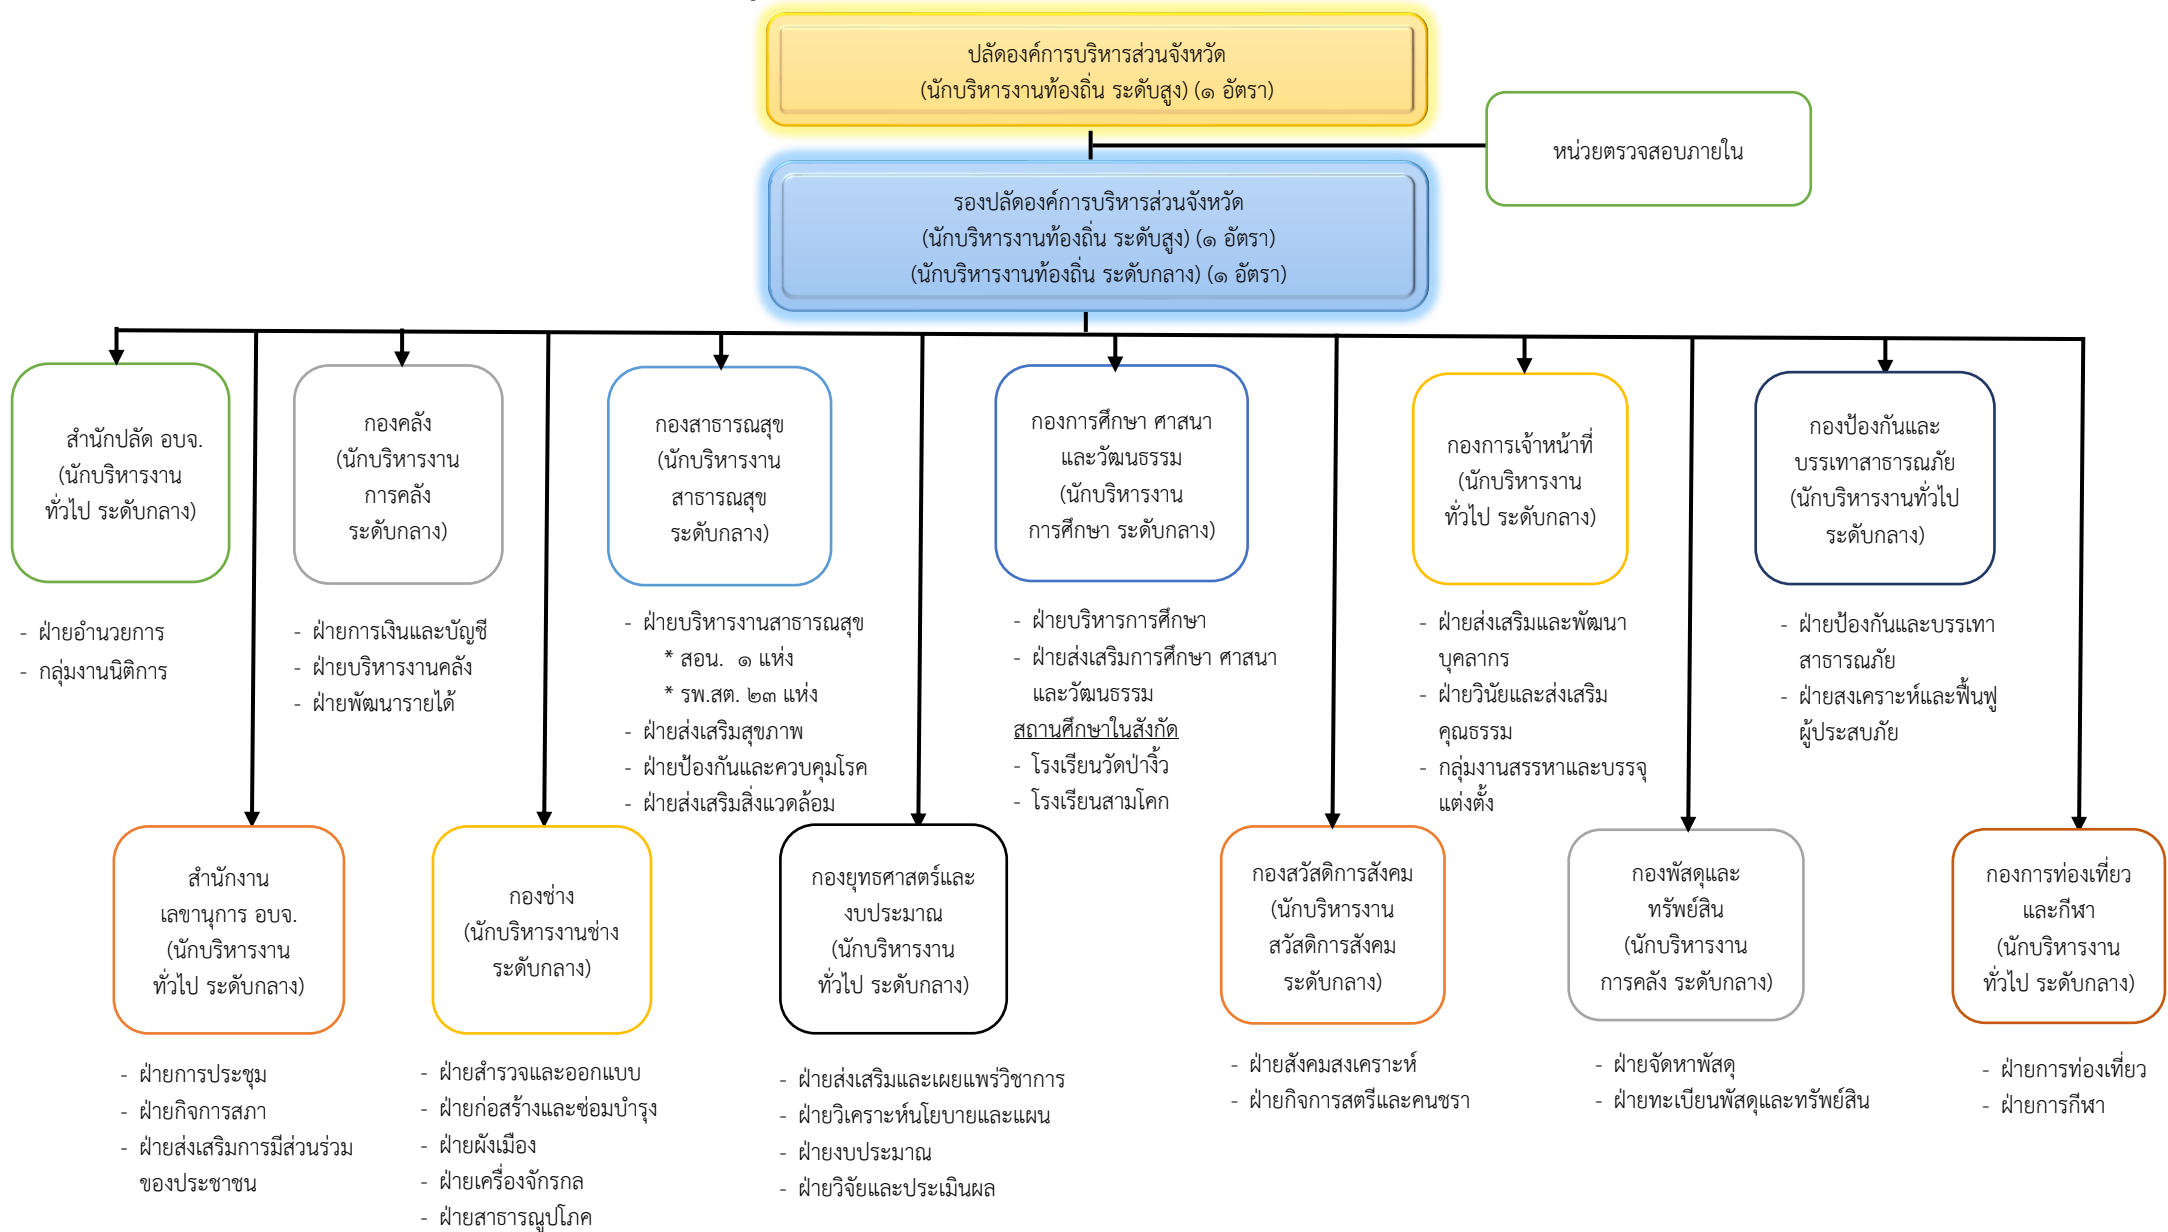 ปลัดองค์การบริหารส่วนจังหวัด
(นักบริหารงานท้องถิ่น ระดับสูง) (๑ อัตรา)
หน่วยตรวจสอบภายใน
รองปลัดองค์การบริหารส่วนจังหวัด
(นักบริหารงานท้องถิ่น ระดับสูง) (๑ อัตรา)
(นักบริหารงานท้องถิ่น ระดับกลาง) (๑ อัตรา)
สำนักปลัด อบจ.
(นักบริหารงาน
ทั่วไป ระดับกลาง)
- ฝ่ายอำนวยการ
- กลุ่มงานนิติการ
กองคลัง
(นักบริหารงาน
การคลัง
ระดับกลาง)
- ฝ่ายการเงินและบัญชี
- ฝ่ายบริหารงานคลัง
- ฝ่ายพัฒนารายได้
กองสาธารณสุข
(นักบริหารงาน
สาธารณสุข
ระดับกลาง)
- ฝ่ายบริหารงานสาธารณสุข
* สอน. ๑ แห่ง
* รพ.สต. ๒๓ แห่ง
- ฝ่ายส่งเสริมสุขภาพ
- ฝ่ายป้องกันและควบคุมโรค
- ฝ่ายส่งเสริมสิ่งแวดล้อม
กองการศึกษา ศาสนา
และวัฒนธรรม
(นักบริหารงาน
การศึกษา ระดับกลาง)
- ฝ่ายบริหารการศึกษา
- ฝ่ายส่งเสริมการศึกษา ศาสนา
และวัฒนธรรม
สถานศึกษาในสังกัด
- โรงเรียนวัดป่างิ้ว
- โรงเรียนสามโคก
กองการเจ้าหน้าที่
(นักบริหารงาน
ทั่วไป ระดับกลาง)
- ฝ่ายส่งเสริมและพัฒนา
บุคลากร
- ฝ่ายวินัยและส่งเสริม
คุณธรรม
- กลุ่มงานสรรหาและบรรจุ
แต่งตั้ง
กองป้องกันและ
บรรเทาสาธารณภัย
(นักบริหารงานทั่วไป
ระดับกลาง)
- ฝ่ายป้องกันและบรรเทา
สาธารณภัย
- ฝ่ายสงเคราะห์และฟื้นฟู
ผู้ประสบภัย
สำนักงาน
เลขานุการ อบจ.
(นักบริหารงาน
ทั่วไป ระดับกลาง)
- ฝ่ายการประชุม
- ฝ่ายกิจการสภา
- ฝ่ายส่งเสริมการมีส่วนร่วม
ของประชาชน
กองช่าง
(นักบริหารงานช่าง
ระดับกลาง)
- ฝ่ายสำรวจและออกแบบ
- ฝ่ายก่อสร้างและซ่อมบำรุง
- ฝ่ายผังเมือง
- ฝ่ายเครื่องจักรกล
- ฝ่ายสาธารณูปโภค
กองยุทธศาสตร์และ
งบประมาณ
(นักบริหารงาน
ทั่วไป ระดับกลาง)
- ฝ่ายส่งเสริมและเผยแพร่วิชาการ
- ฝ่ายวิเคราะห์นโยบายและแผน
- ฝ่ายงบประมาณ
- ฝ่ายวิจัยและประเมินผล
กองสวัสดิการสังคม
(นักบริหารงาน
สวัสดิการสังคม
ระดับกลาง)
- ฝ่ายสังคมสงเคราะห์
- ฝ่ายกิจการสตรีและคนชรา
กองพัสดุและ
ทรัพย์สิน
(นักบริหารงาน
การคลัง ระดับกลาง)
- ฝ่ายจัดหาพัสดุ
- ฝ่ายทะเบียนพัสดุและทรัพย์สิน
กองการท่องเที่ยว
และกีฬา
(นักบริหารงาน
ทั่วไป ระดับกลาง)
- ฝ่ายการท่องเที่ยว
- ฝ่ายการกีฬา